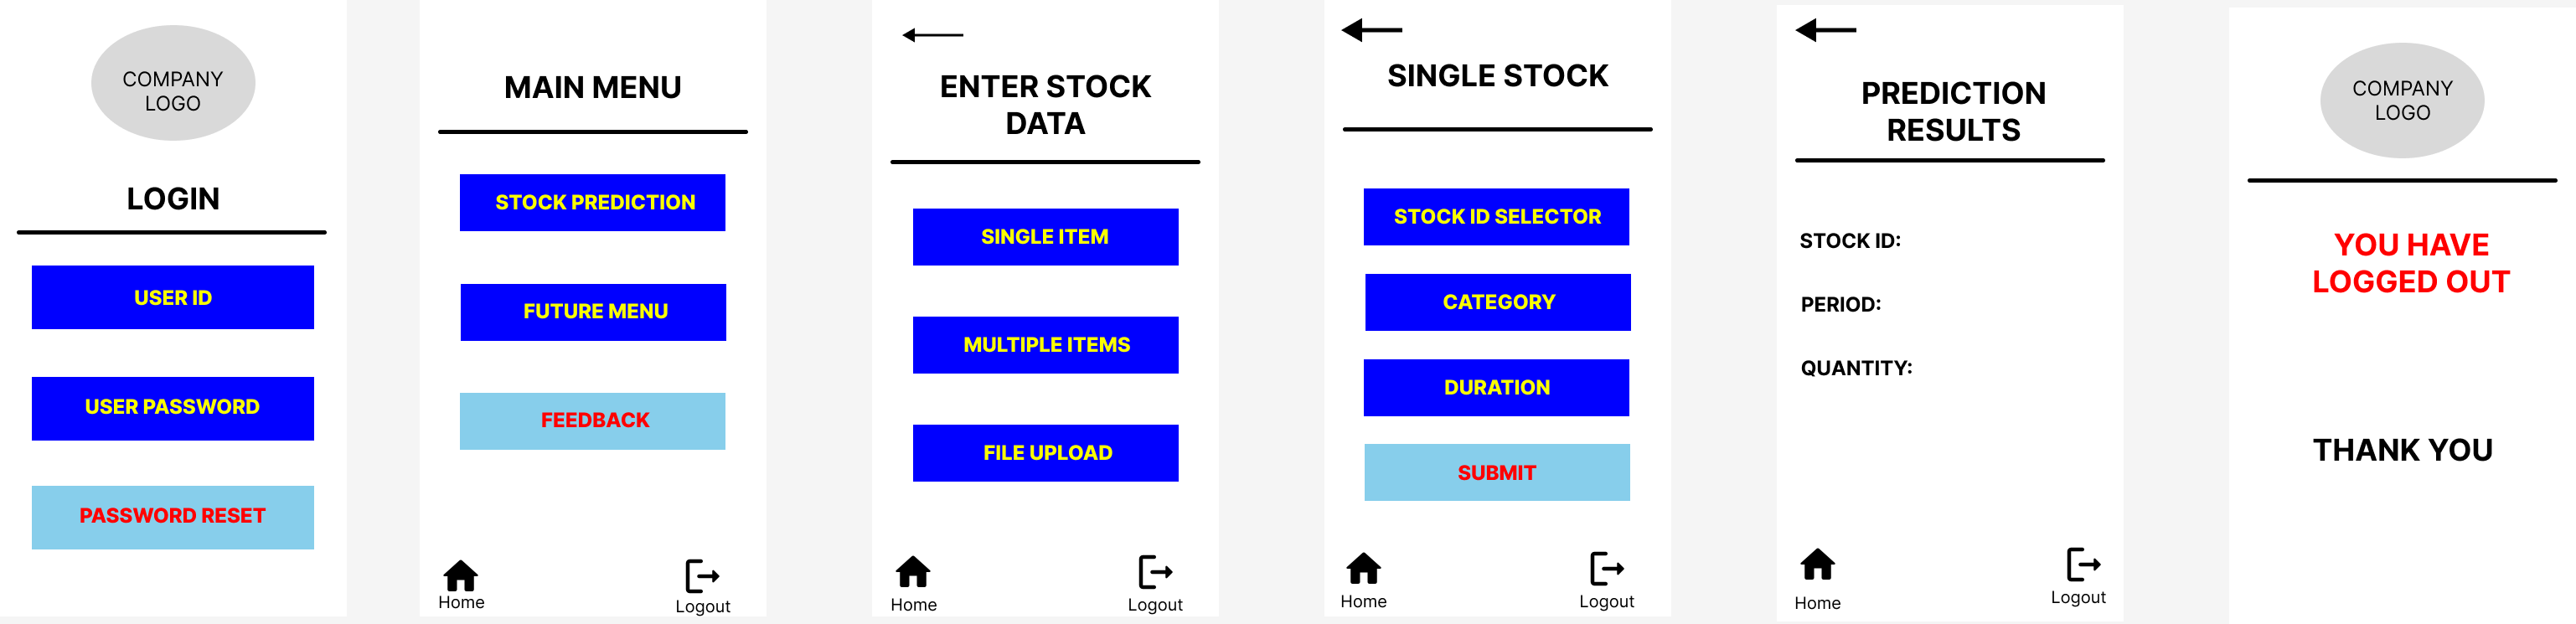 COMPANY
LOGO
LOGIN
USER ID
USER PASSWORD
PASSWORD RESET
MAIN MENU
STOCK PREDICTION
FUTURE MENU
FEEDBACK
Home
Logout
ENTER STOCK
DATA
SINGLE ITEM
MULTIPLE ITEMS
FILE UPLOAD
Home
Logout
SINGLE STOCK
STOCK ID SELECTOR
CATEGORY
DURATION
SUBMIT
Home
Logout
PREDICTION
RESULTS
STOCK ID:
PERIOD:
QUANTITY:
Home
Logout
COMPANY
LOGO
YOU HAVE
LOGGED OUT
THANK YOU